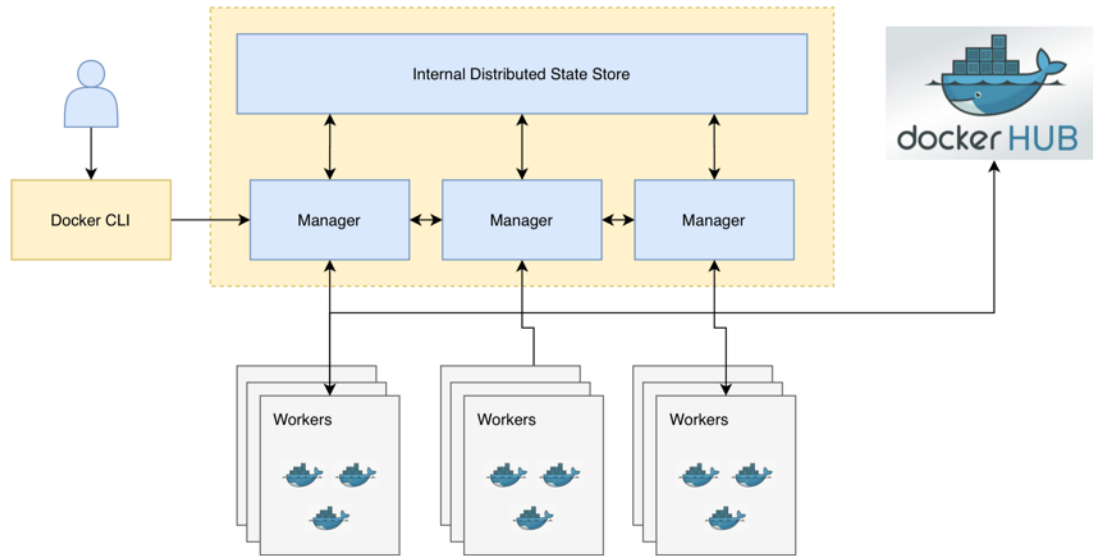 Internal Distributed State Store
docker HUB
Docker CLI
Manager
Manager
Manager
Workers
Workers
Workers